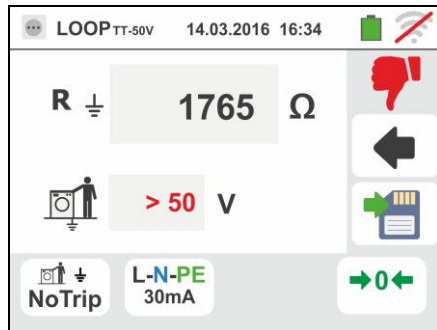 LOOP TT-50V 14.03.2016 16:34
R 1765 Ω
> 50 V
NoTrip
L-N-PE
30mA
→0←